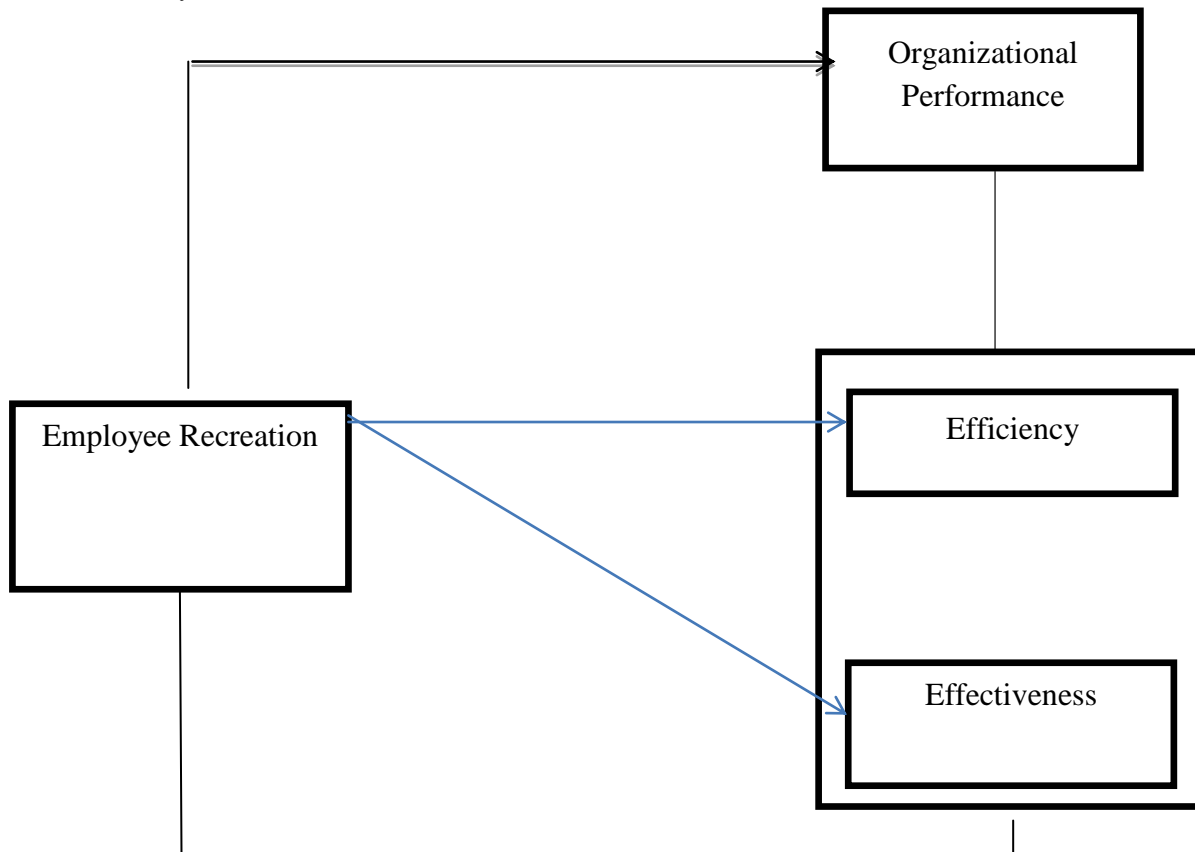 Organizational
Performance
Employee Recreation
Efficiency
Effectiveness